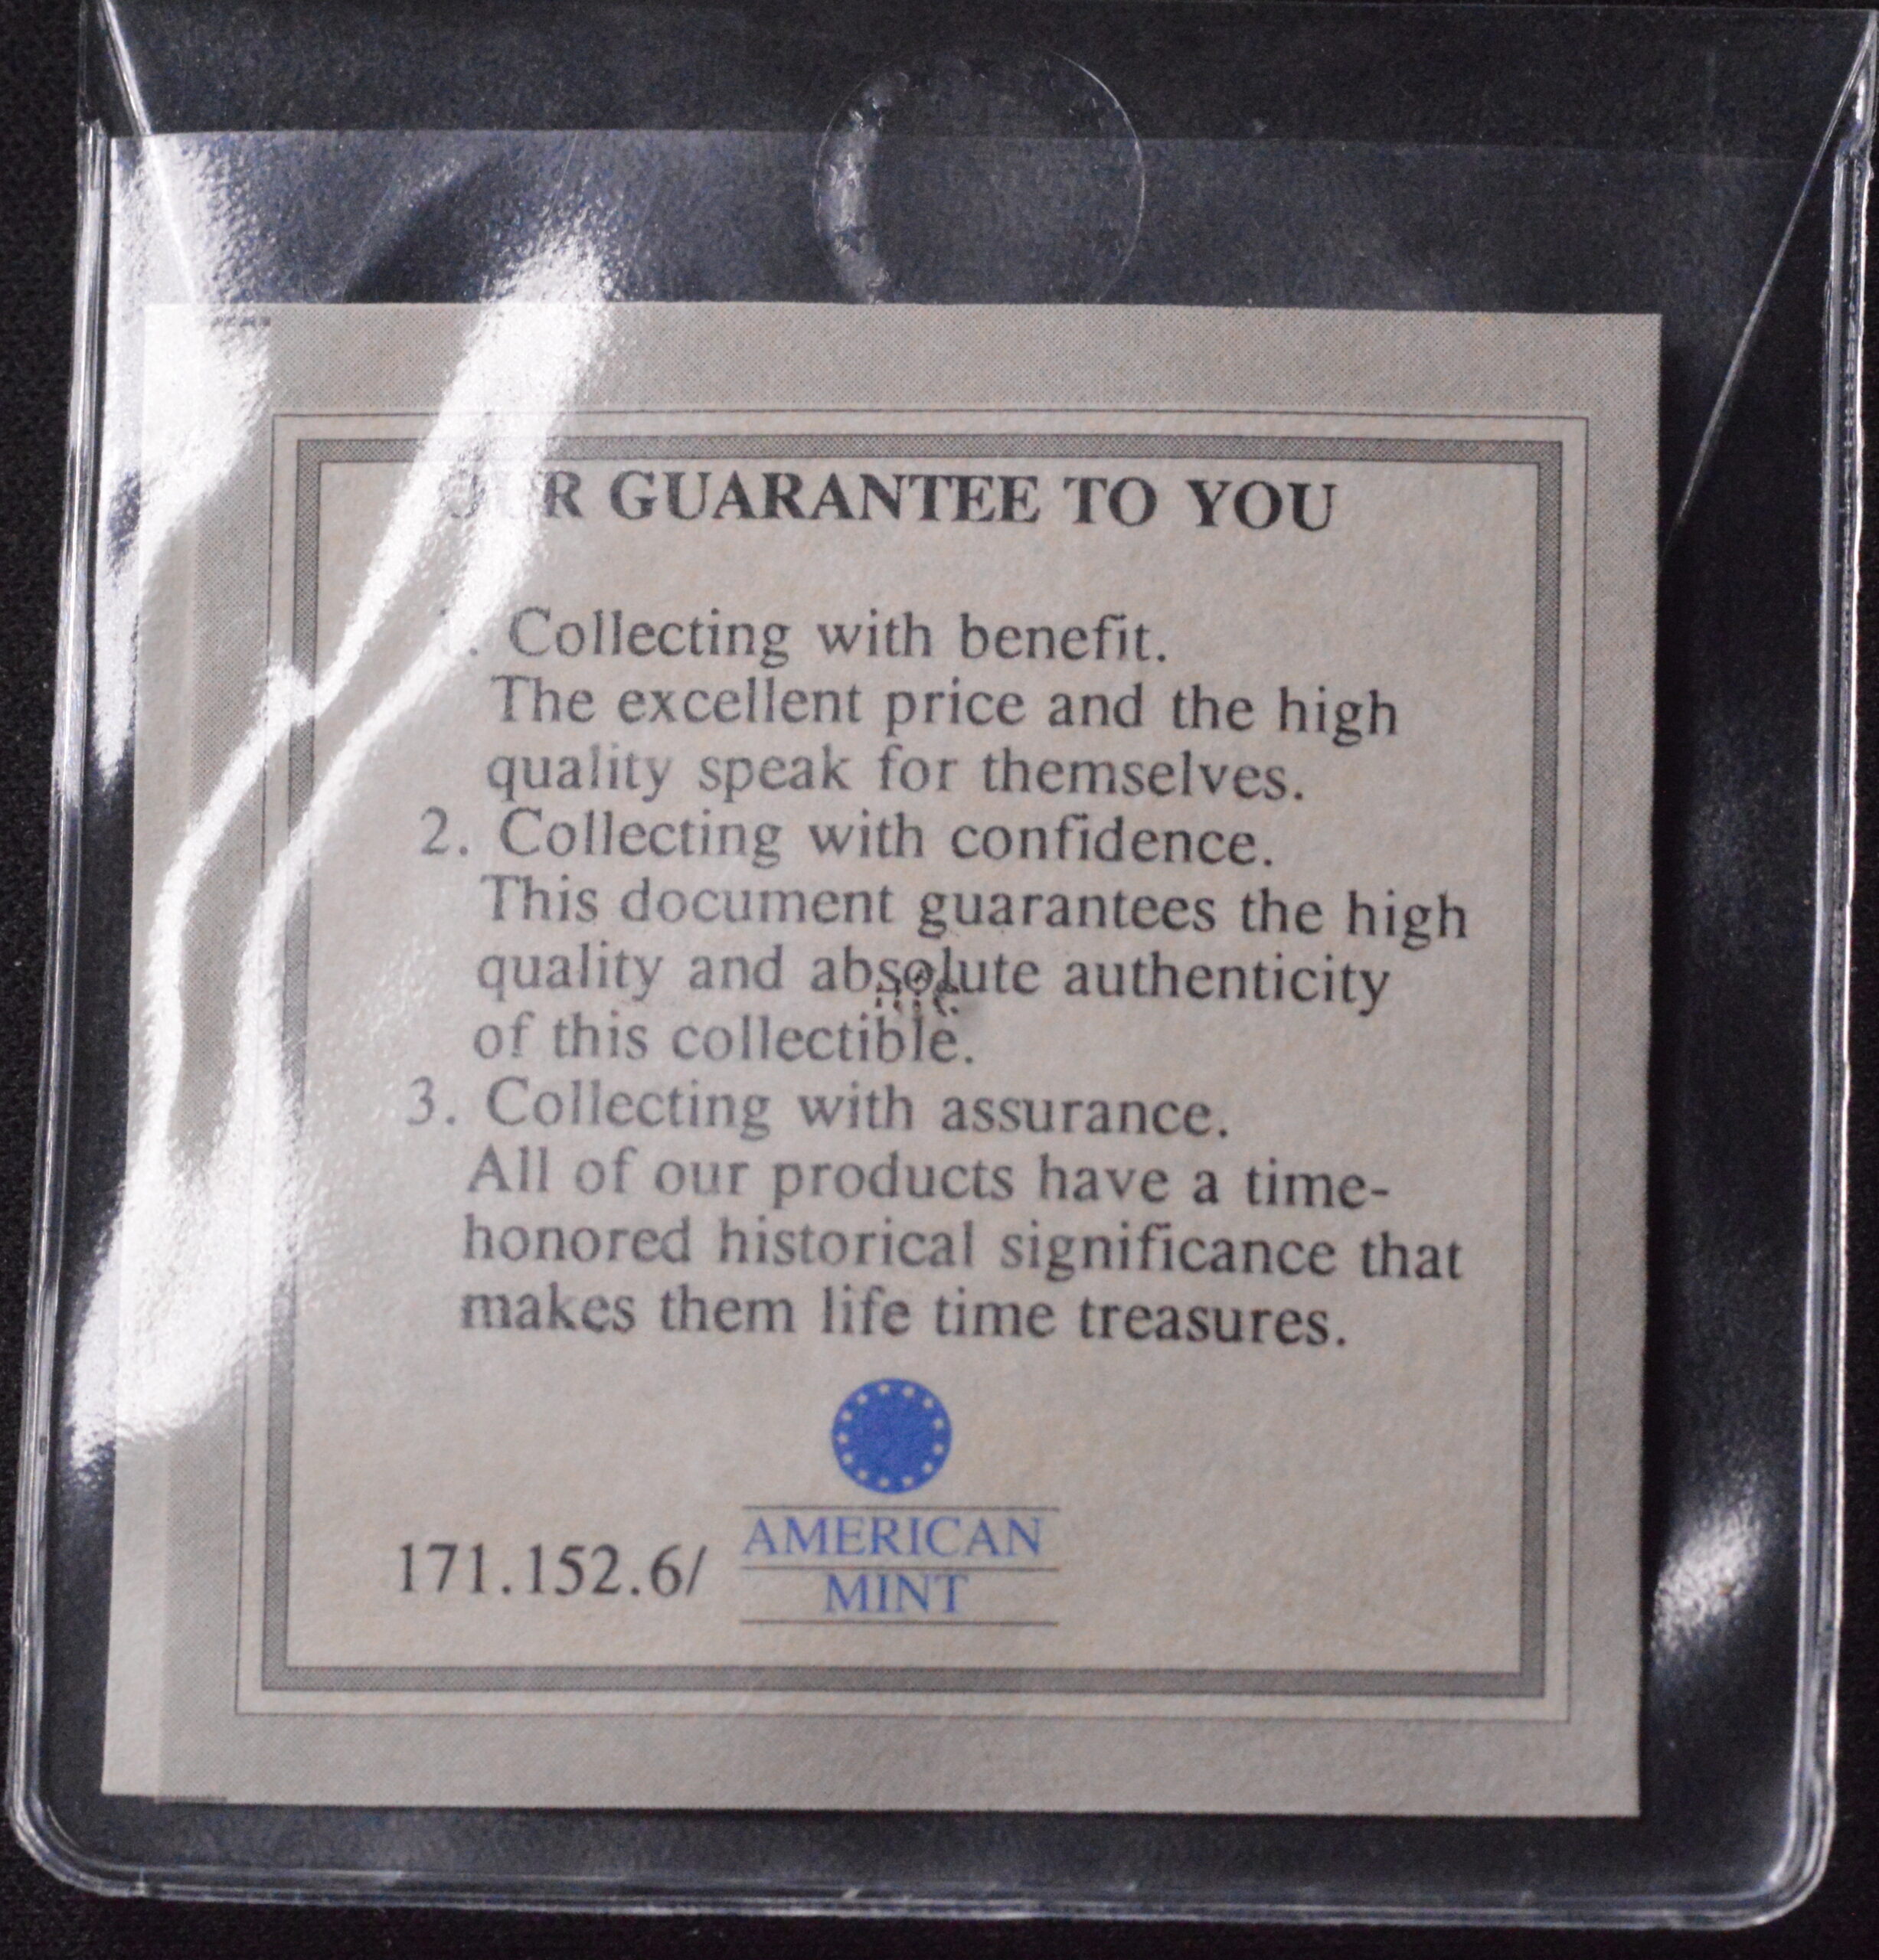 OUR GUARANTEE TO YOU
1. Collecting with benefit.
The excellent price and the high
quality speak for themselves.
2. Collecting with confidence.
This document guarantees the high
quality and absolute authenticity
of this collectible.
3. Collecting with assurance.
All of our products have a time-
honored historical significance that
makes them life time treasures.
171.152.6/
AMERICAN
MINT